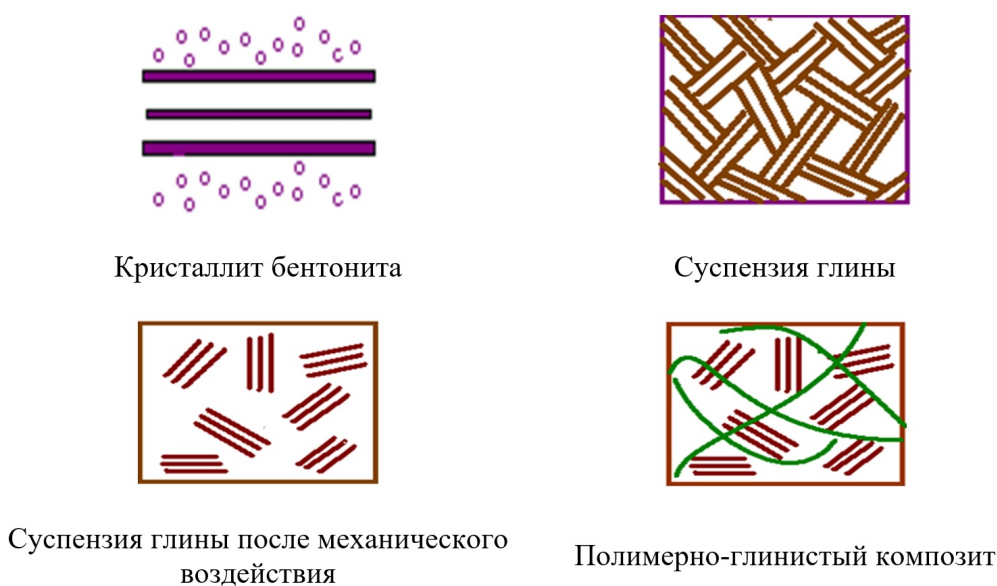 Кристаллит бентонита
Суспензия глины
Суспензия глины после механического
воздействия
Полимерно-глинистый композит